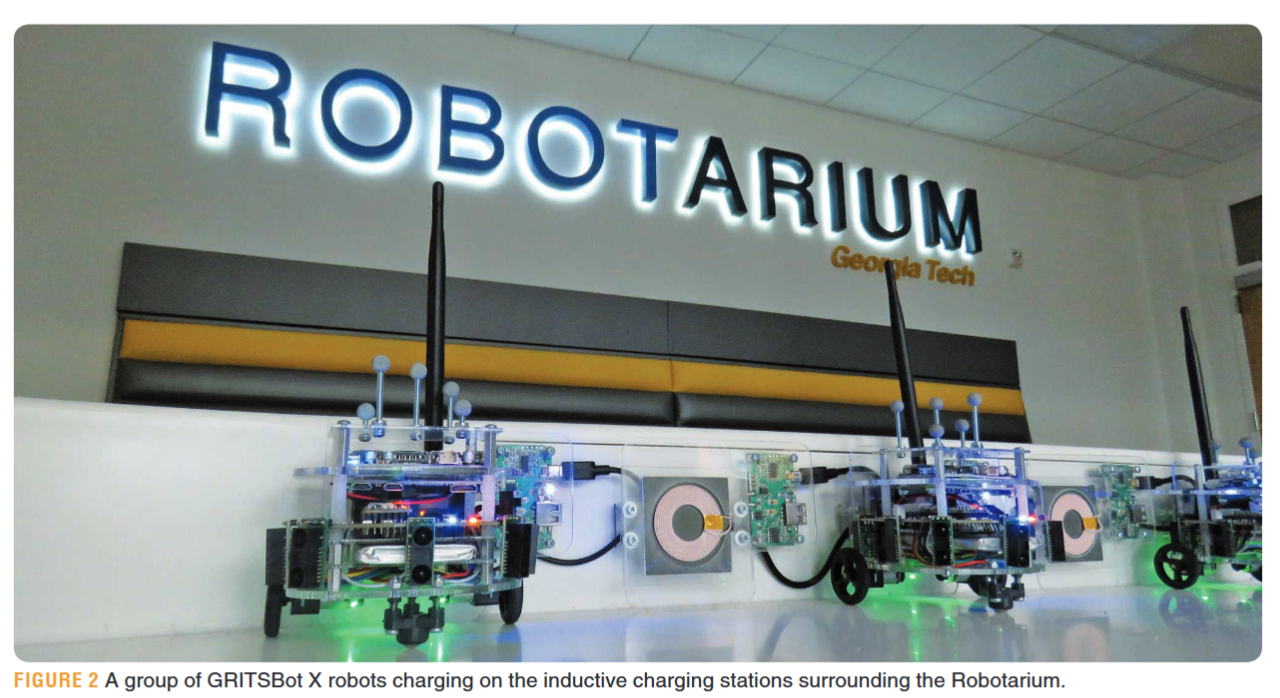 ROBOTARIUM
Georgia Tech
FIGURE 2 A group of GRITSBot X robots charging on the inductive charging stations surrounding the Robotarium.